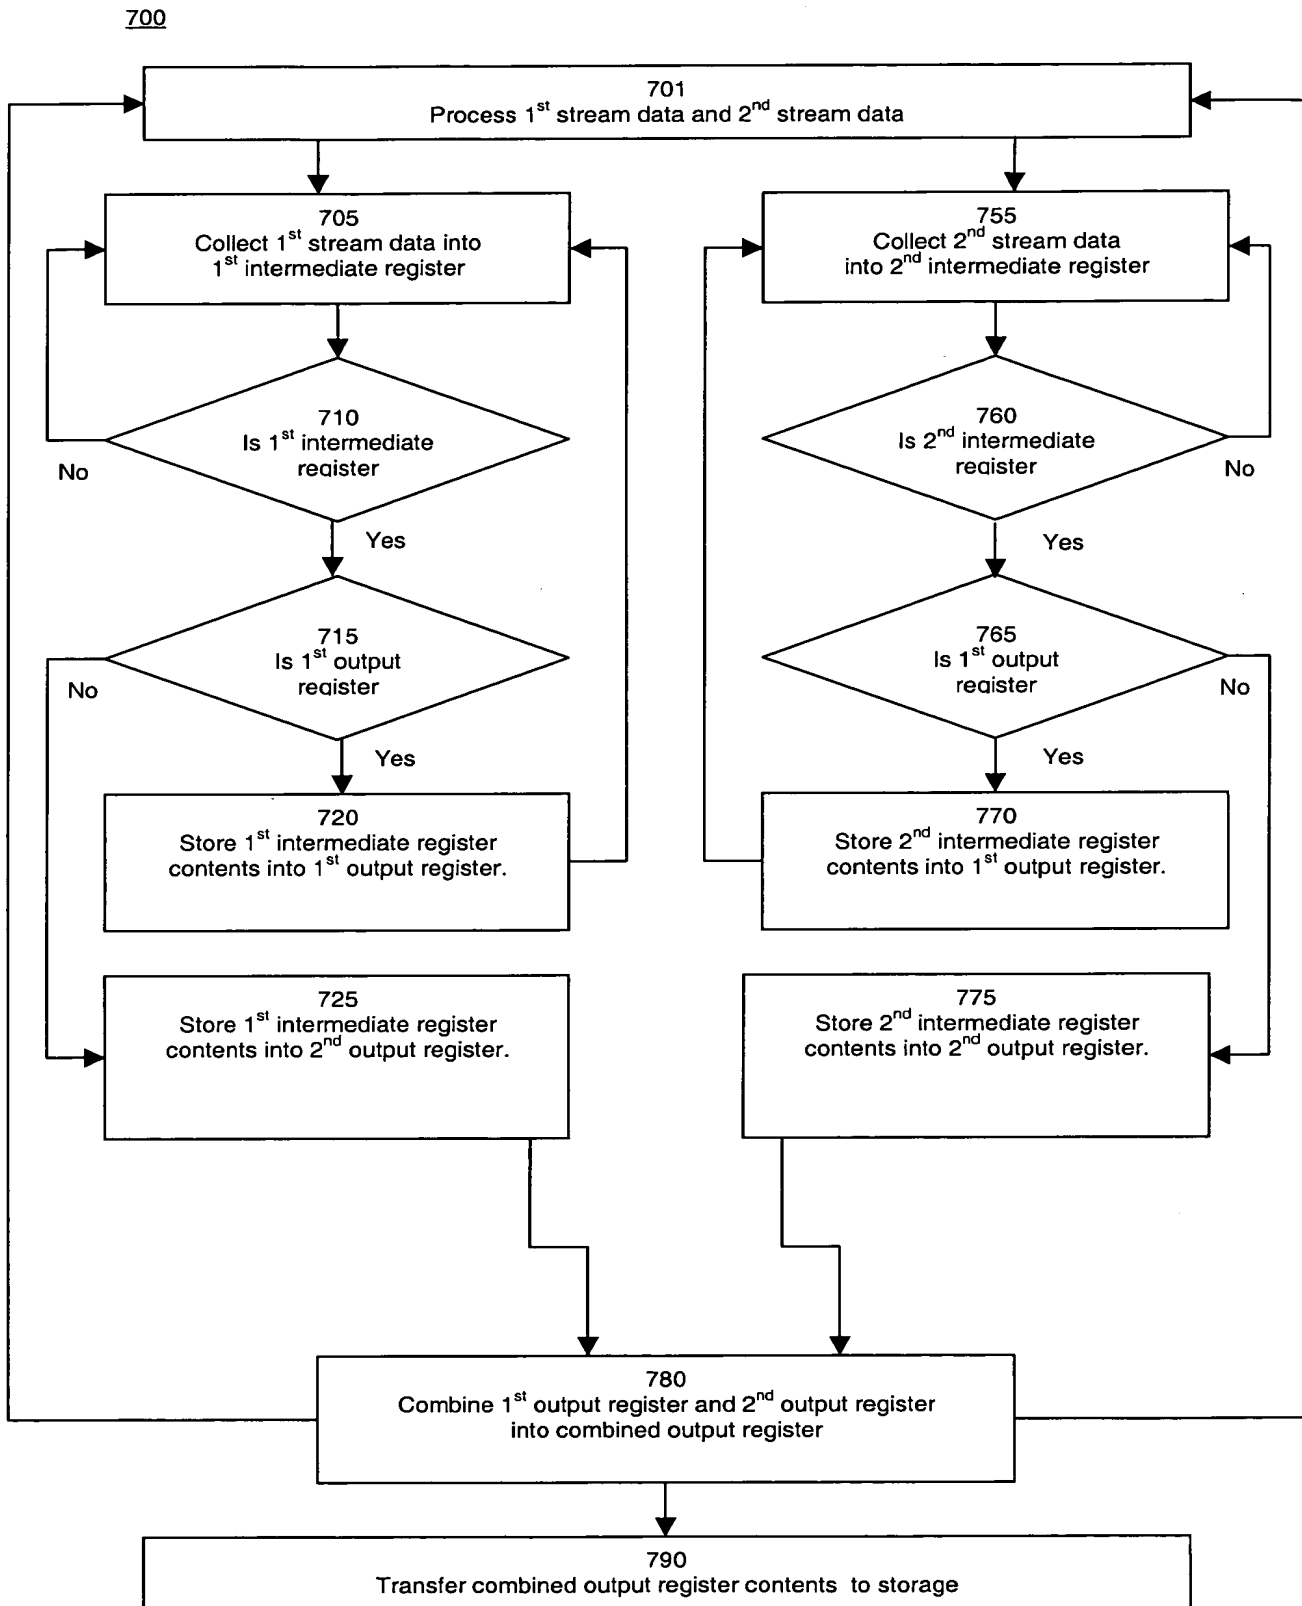 700
701
Process 1st stream data and 2nd stream data
705
Collect 1st stream data into
1st intermediate register
755
Collect 2nd stream data
into 2nd intermediate register
710
Is 1st intermediate
register
No
Yes
760
Is 2nd intermediate
register
No
Yes
715
Is 1st output
register
No
Yes
765
Is 1st output
register
No
Yes
720
Store 1st intermediate register
contents into 1st output register.
770
Store 2nd intermediate register
contents into 1st output register.
725
Store 1st intermediate register
contents into 2nd output register.
775
Store 2nd intermediate register
contents into 2nd output register.
780
Combine 1st output register and 2nd output register
into combined output register
790
Transfer combined output register contents to storage